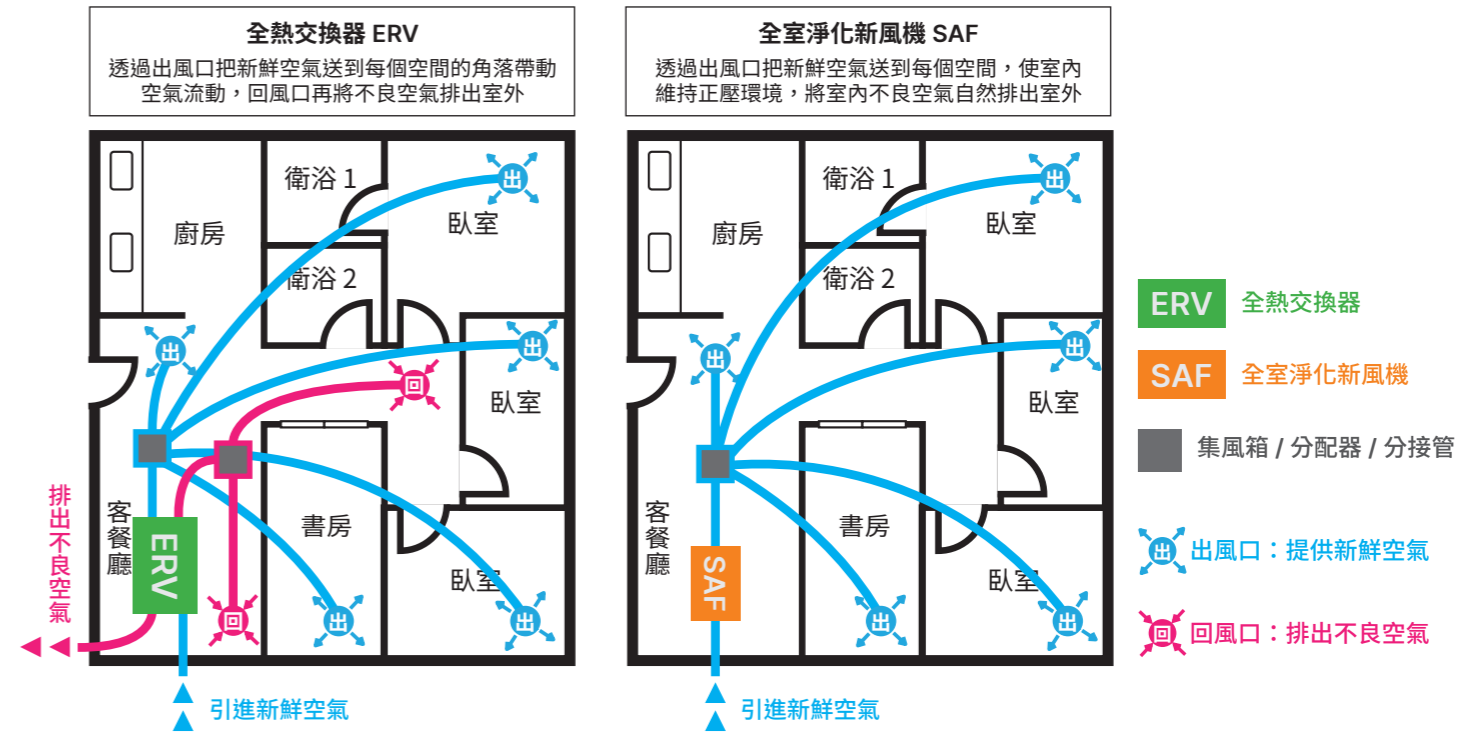 全熱交換器 ERV
透過出風口把新鮮空氣送到每個空間的角落帶動
空氣流動，回風口再將不良空氣排出室外
全室淨化新風機 SAF
透過出風口把新鮮空氣送到每個空間，使室內
維持正壓環境，將室內不良空氣自然排出室外
廚房
衛浴 1
衛浴 2
臥室
出
出
出
回
臥室
客餐廳
ERV
書房
臥室
回
出
出
排出不良空氣
引進新鮮空氣
廚房
衛浴 1
衛浴 2
臥室
出
出
出
臥室
客餐廳
SAF
書房
臥室
出
出
引進新鮮空氣
ERV 全熱交換器
SAF 全室淨化新風機
集風箱 / 分配器 / 分接管
出 出風口：提供新鮮空氣
回 回風口：排出不良空氣